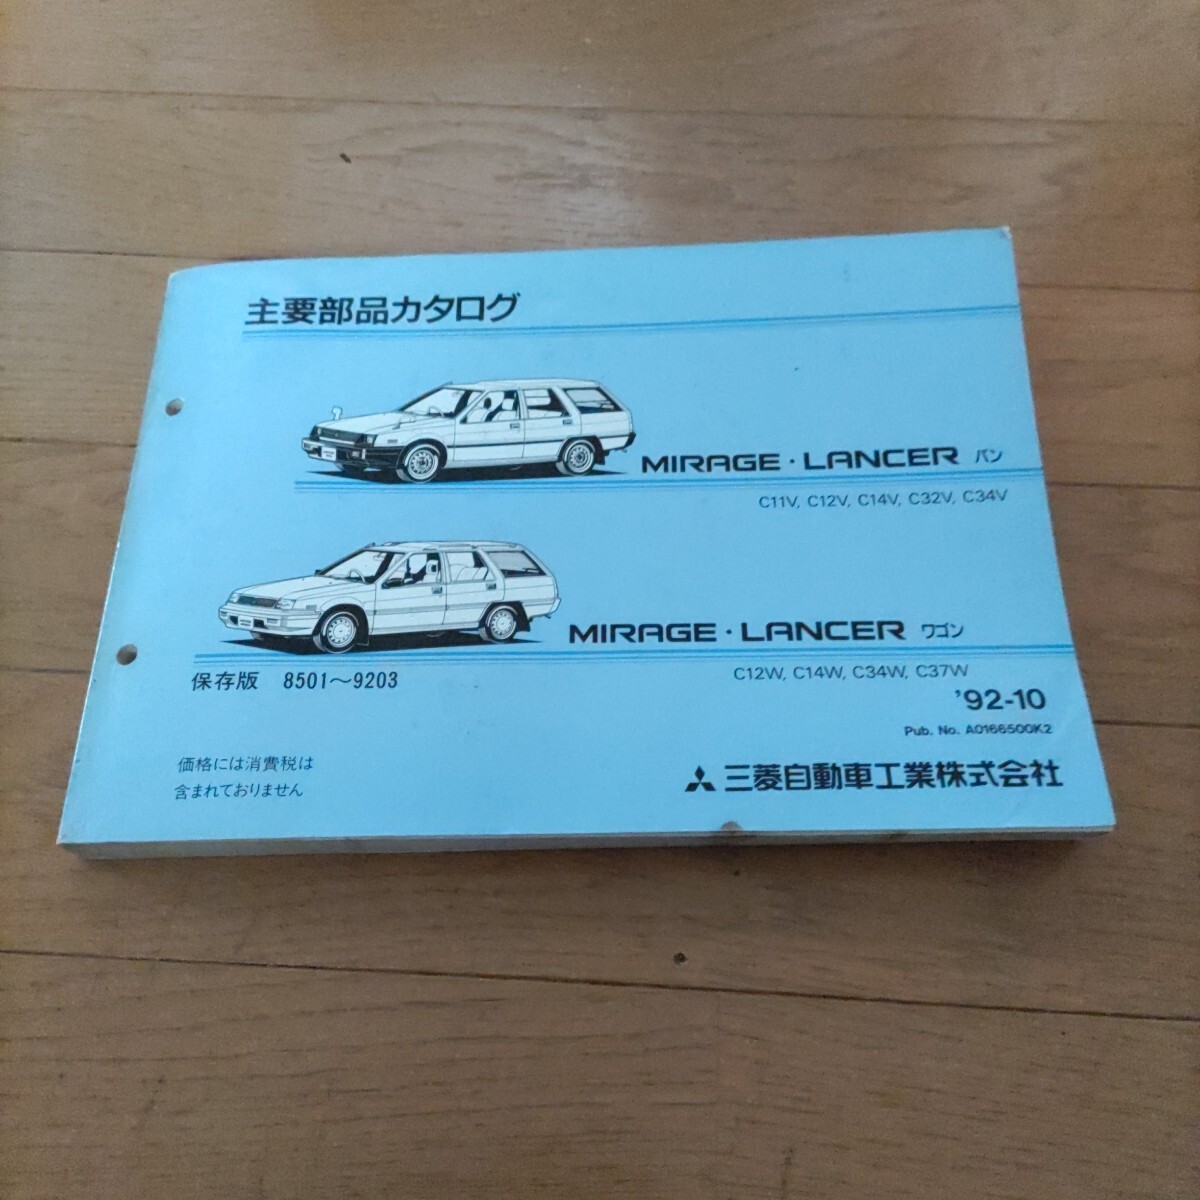 主要部品カタログ
MIRAGE・LANCER バン
C11V, C12V, C14V, C32V, C34V
MIRAGE・LANCER ワゴン
C12W, C14W, C34W, C37W
保存版 8501〜9203
'92-10
Pub. No. A0166500K2
価格には消費税は
含まれておりません
三菱自動車工業株式会社